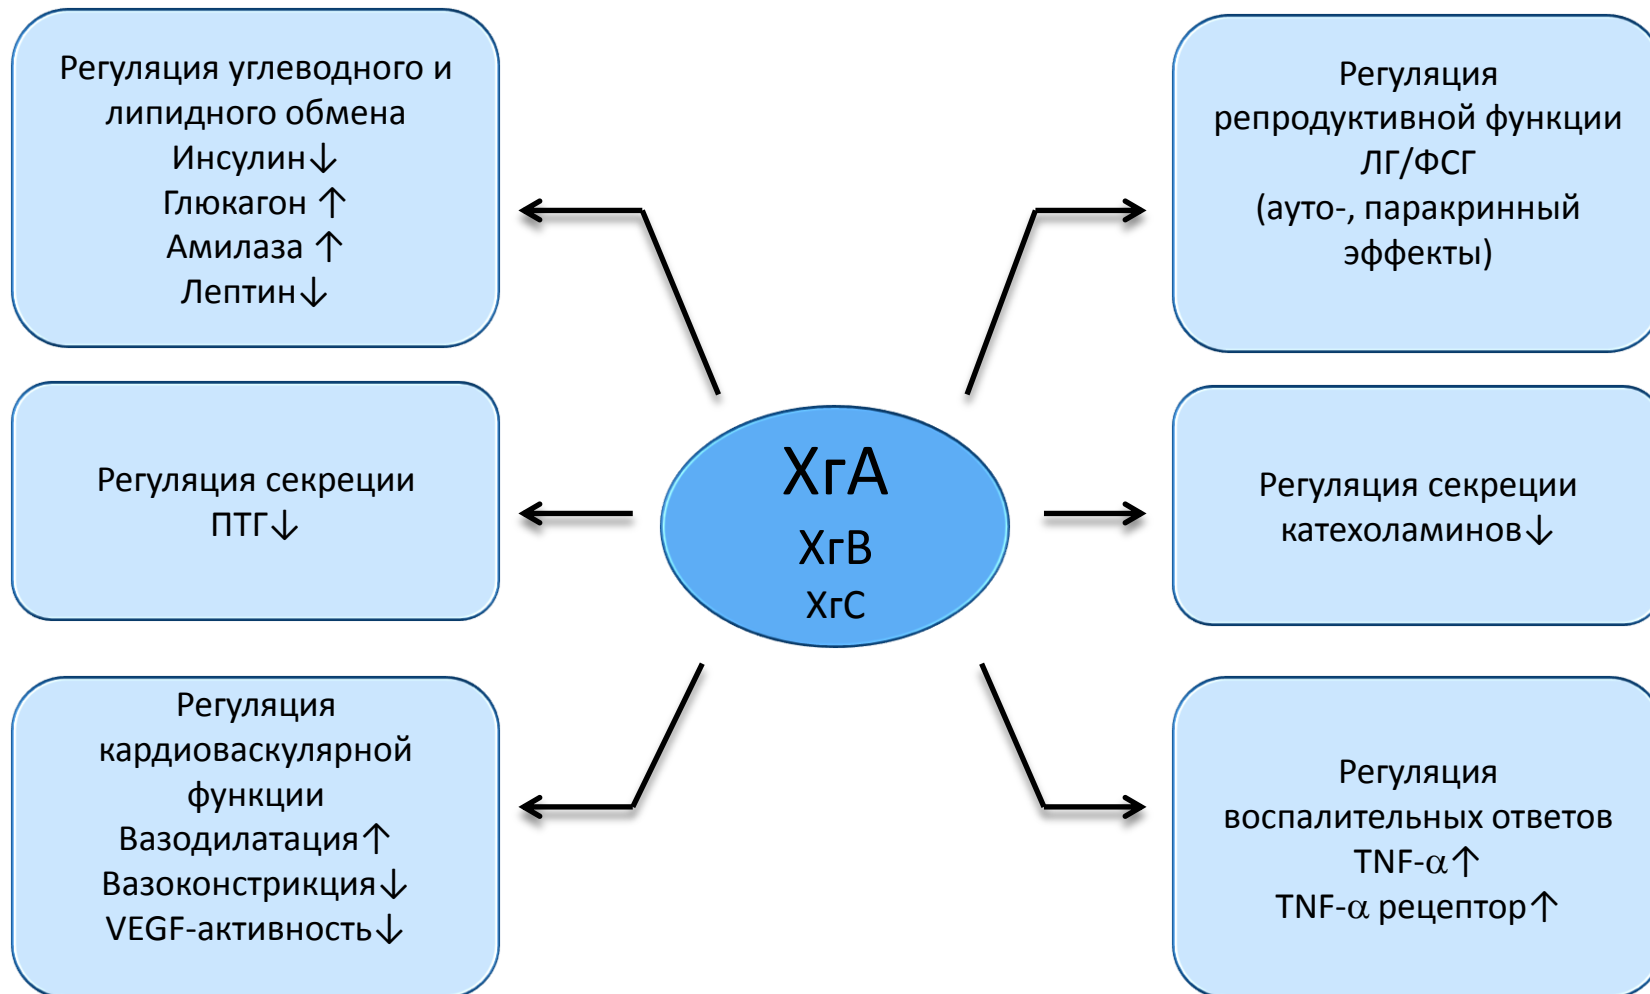 Регуляция углеводного и
липидного обмена
Инсулин↓
Глюкагон ↑
Амилаза ↑
Лептин↓
Регуляция секреции
ПТГ↓
Регуляция
кардиоваскулярной
функции
Вазодилатация↑
Вазоконстрикция↓
VEGF-активность↓
ХгА
ХгВ
ХгС
Регуляция
репродуктивной функции
ЛГ/ФСГ
(ауто-, паракринный
эффекты)
Регуляция секреции
катехоламинов↓
Регуляция
воспалительных ответов
TNF-α↑
TNF-α рецептор↑